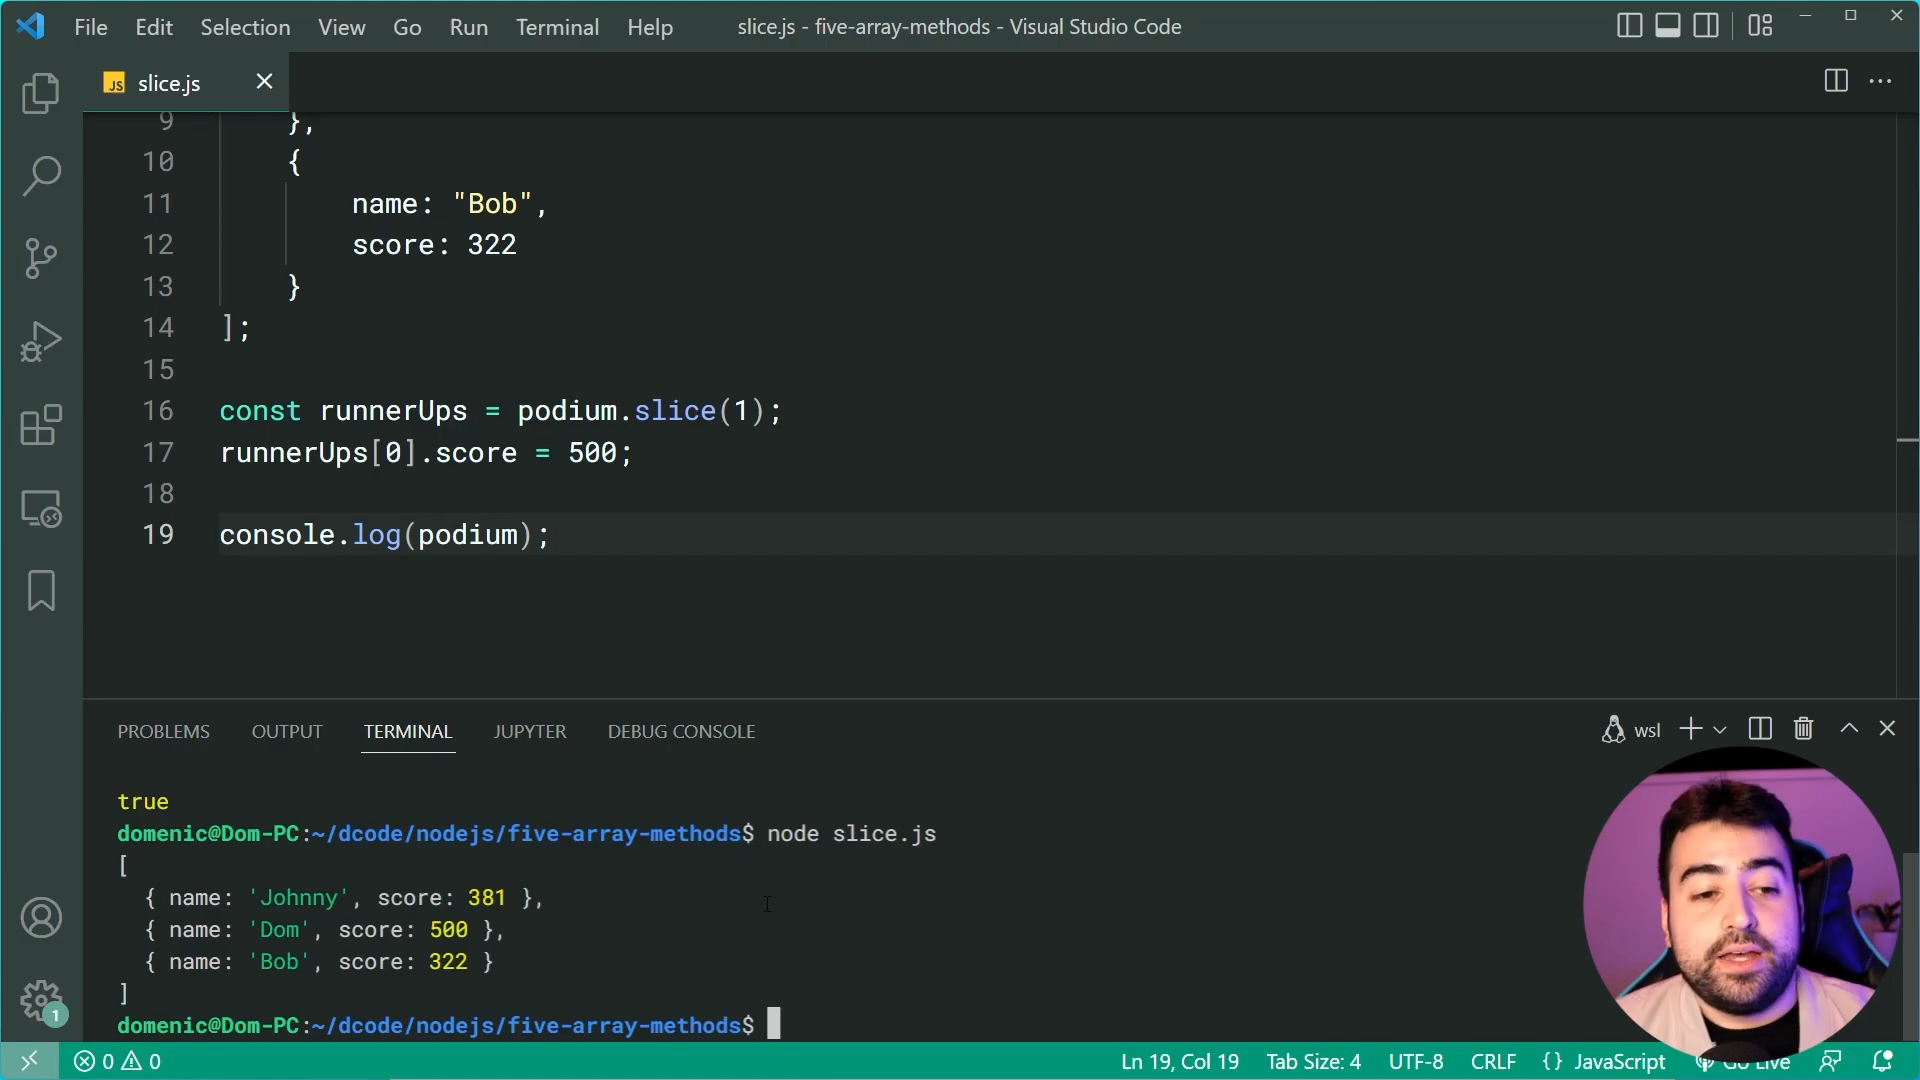 File Edit Selection View Go Run Terminal Help slice.js - five-array-methods - Visual Studio Code
JS slice.js
9 },
10 {
11 name: "Bob",
12 score: 322
13 }
14 ];
15
16 const runnerUps = podium.slice(1);
17 runnerUps[0].score = 500;
18
19 console.log(podium);
PROBLEMS OUTPUT TERMINAL JUPYTER DEBUG CONSOLE wsl
true
domenic@Dom-PC:~/dcode/nodejs/five-array-methods$ node slice.js
[
{ name: 'Johnny', score: 381 },
{ name: 'Dom', score: 500 },
{ name: 'Bob', score: 322 }
]
domenic@Dom-PC:~/dcode/nodejs/five-array-methods$
1
0 0 Ln 19, Col 19 Tab Size: 4 UTF-8 CRLF {} JavaScript Go Live